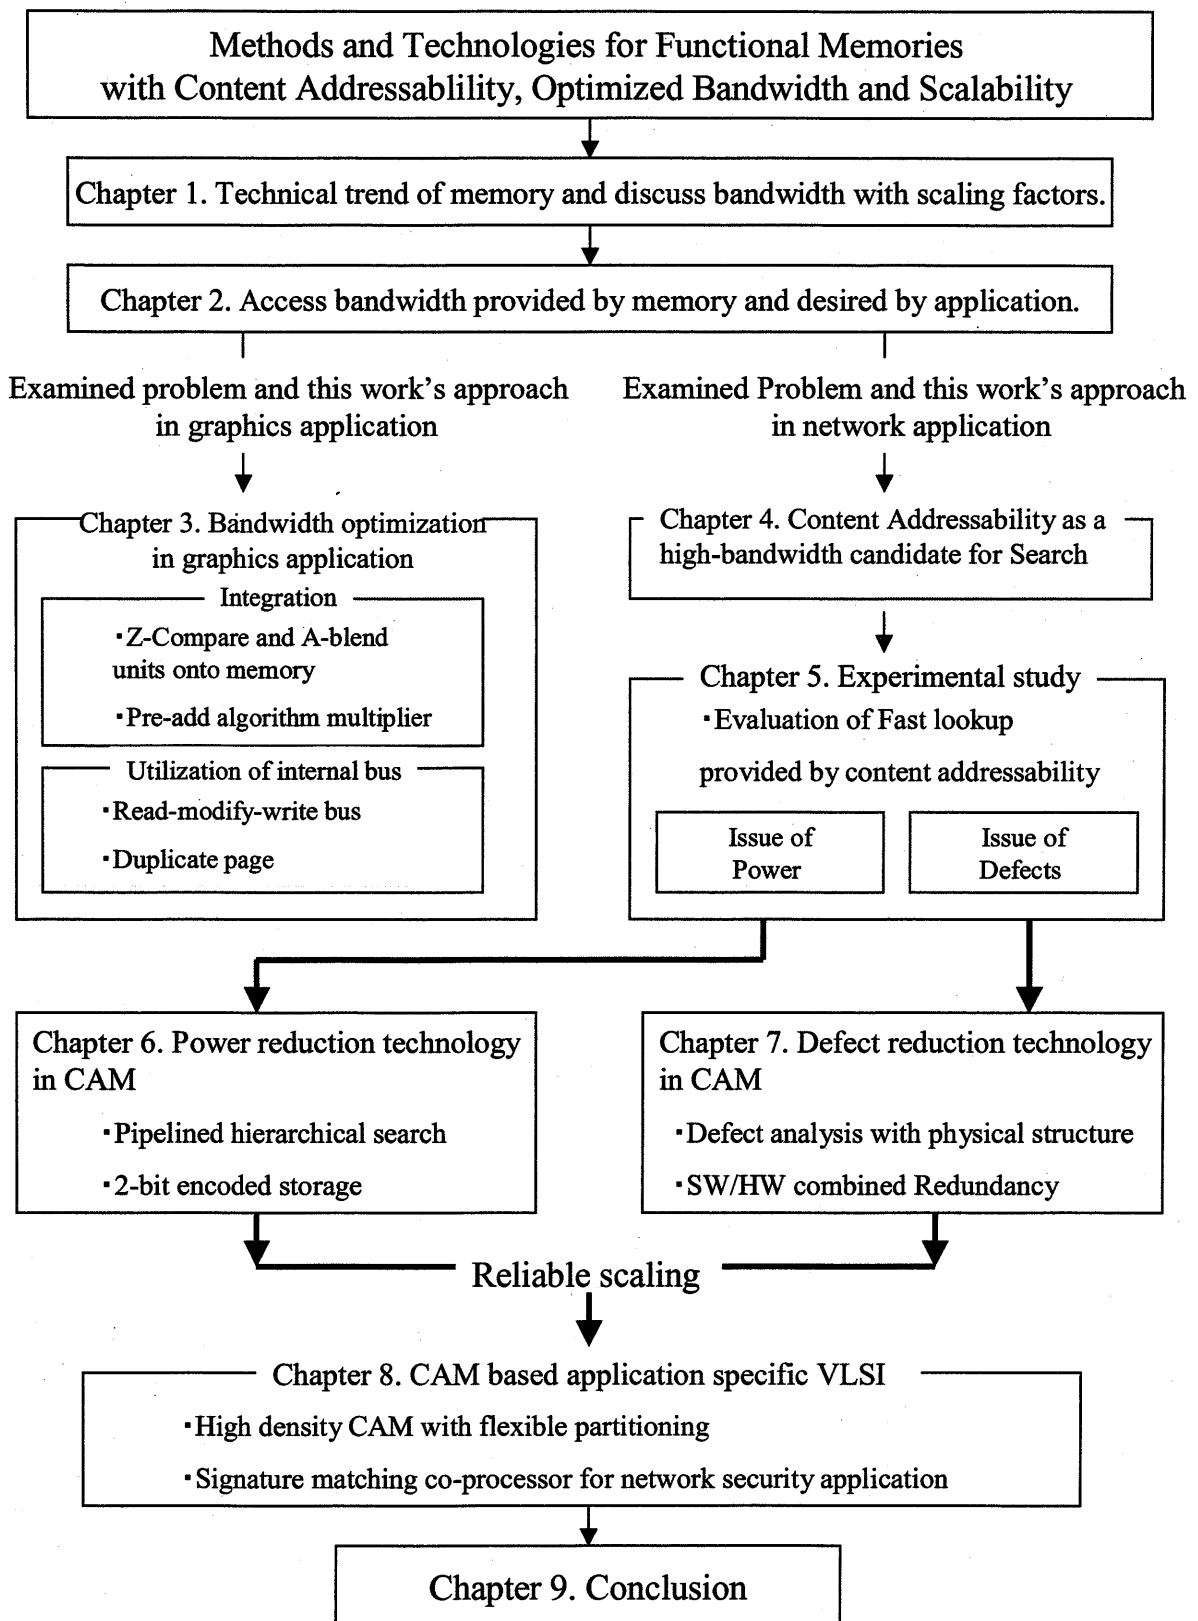 Methods and Technologies for Functional Memories
with Content Addressablility, Optimized Bandwidth and Scalability
Chapter 1. Technical trend of memory and discuss bandwidth with scaling factors.
Chapter 2. Access bandwidth provided by memory and desired by application.
Examined problem and this work's approach
in graphics application
Examined Problem and this work's approach
in network application
Chapter 3. Bandwidth optimization
in graphics application
Integration
・Z-Compare and A-blend
units onto memory
・Pre-add algorithm multiplier
Utilization of internal bus
・Read-modify-write bus
・Duplicate page
Chapter 4. Content Addressability as a
high-bandwidth candidate for Search
Chapter 5. Experimental study
・Evaluation of Fast lookup
provided by content addressability
Issue of
Power
Issue of
Defects
Chapter 6. Power reduction technology
in CAM
・Pipelined hierarchical search
・2-bit encoded storage
Chapter 7. Defect reduction technology
in CAM
・Defect analysis with physical structure
・SW/HW combined Redundancy
Reliable scaling
Chapter 8. CAM based application specific VLSI
・High density CAM with flexible partitioning
・Signature matching co-processor for network security application
Chapter 9. Conclusion